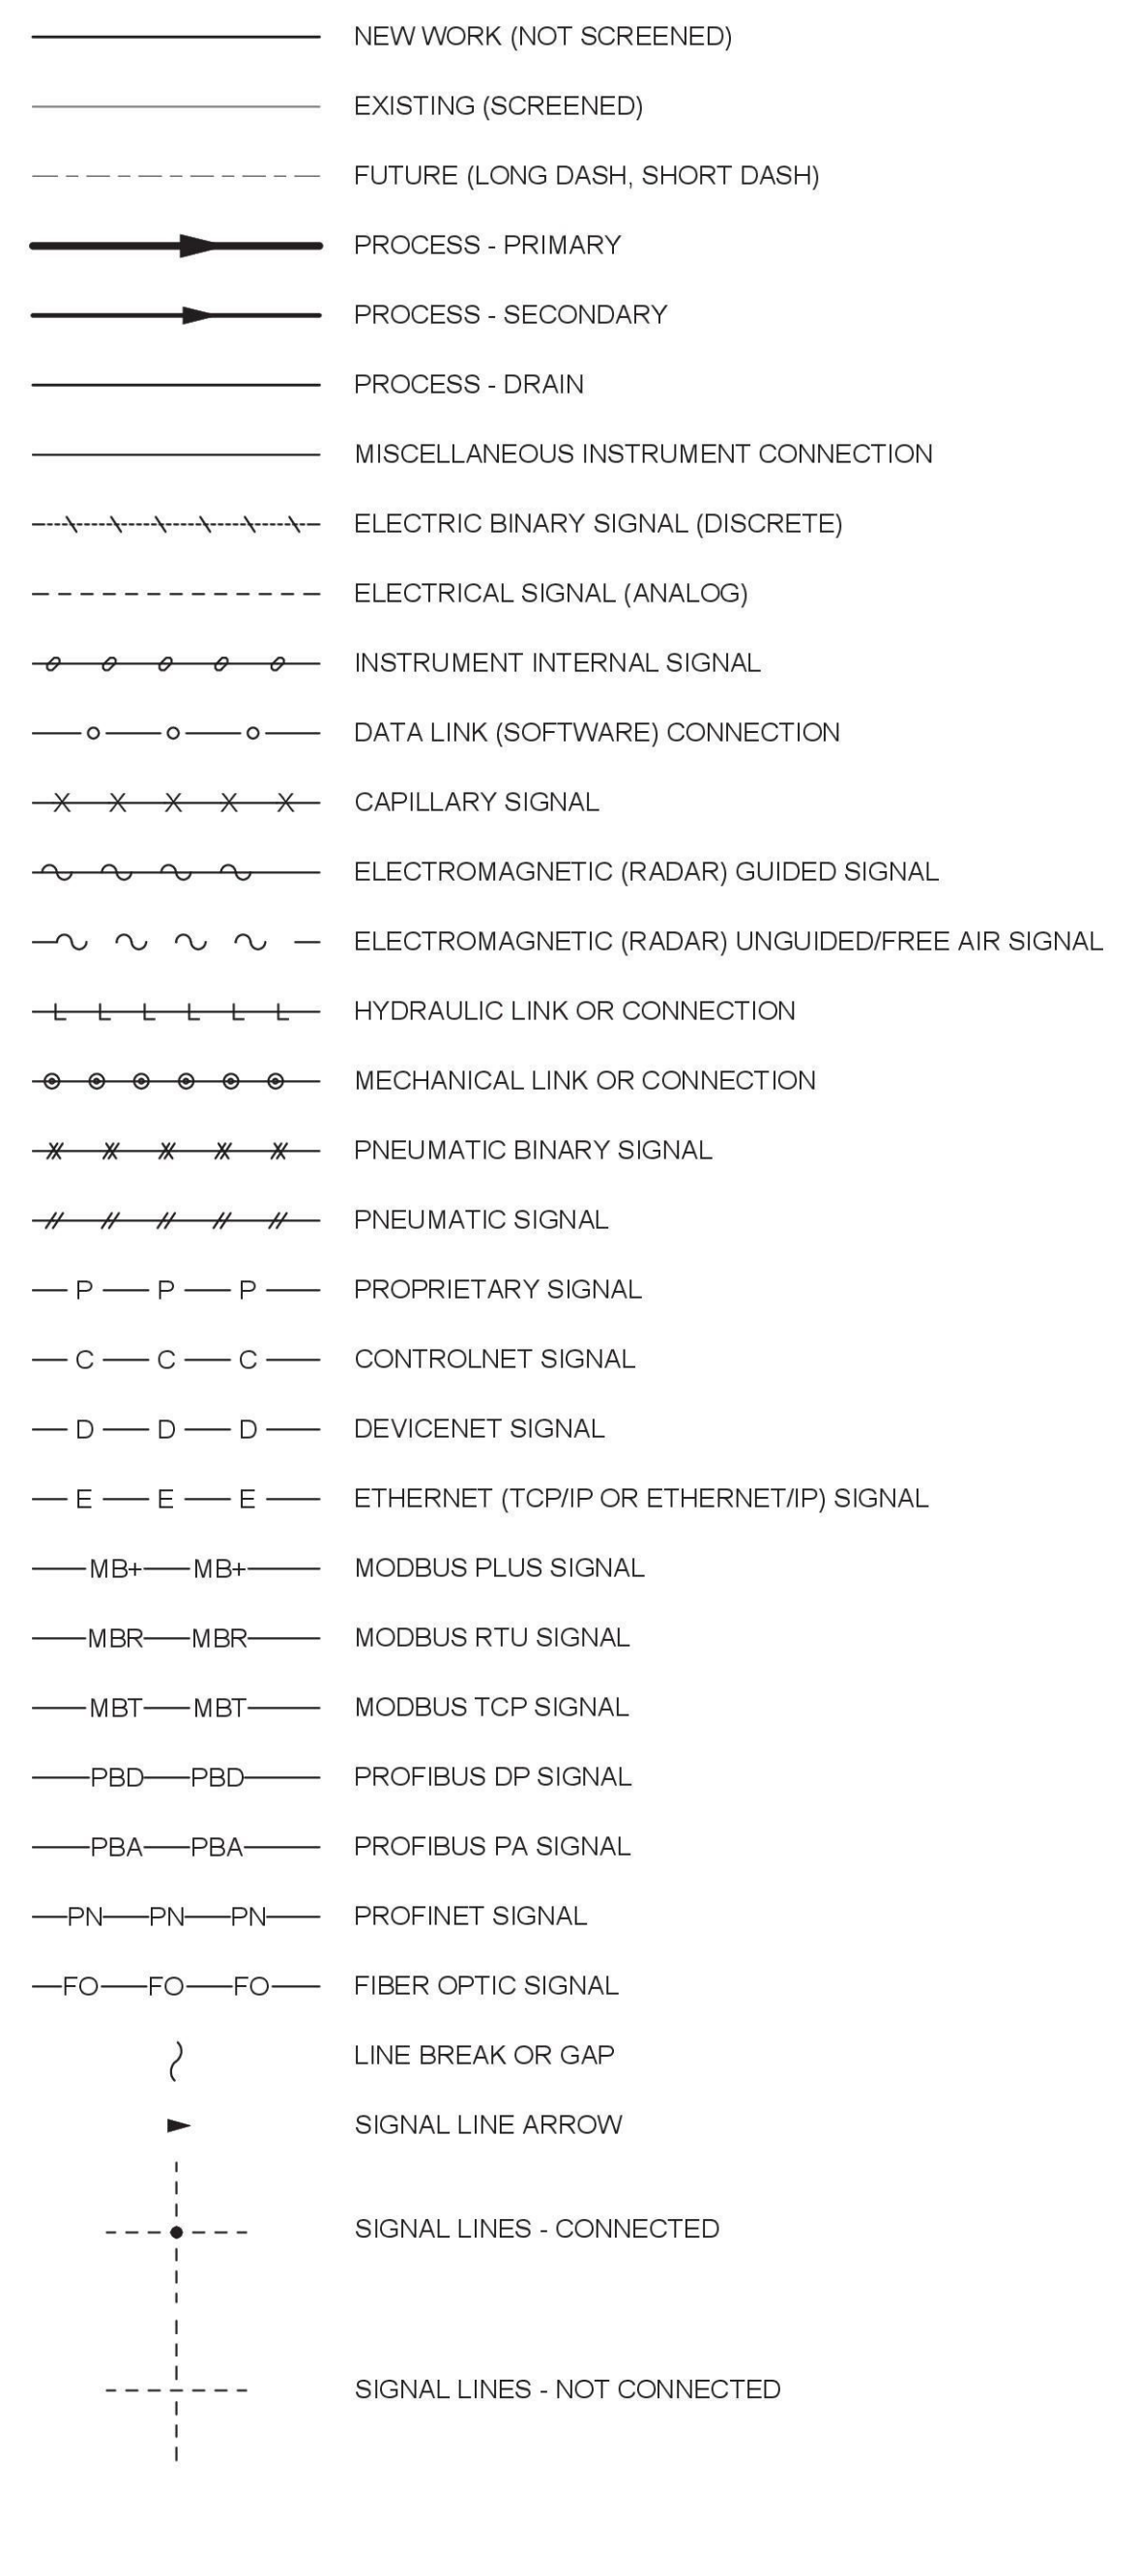 NEW WORK (NOT SCREENED)
EXISTING (SCREENED)
FUTURE (LONG DASH, SHORT DASH)
PROCESS - PRIMARY
PROCESS - SECONDARY
PROCESS - DRAIN
MISCELLANEOUS INSTRUMENT CONNECTION
ELECTRIC BINARY SIGNAL (DISCRETE)
ELECTRICAL SIGNAL (ANALOG)
INSTRUMENT INTERNAL SIGNAL
DATA LINK (SOFTWARE) CONNECTION
X X X X X CAPILLARY SIGNAL
ELECTROMAGNETIC (RADAR) GUIDED SIGNAL
ELECTROMAGNETIC (RADAR) UNGUIDED/FREE AIR SIGNAL
L L L L L L HYDRAULIC LINK OR CONNECTION
MECHANICAL LINK OR CONNECTION
PNEUMATIC BINARY SIGNAL
PNEUMATIC SIGNAL
P P P PROPRIETARY SIGNAL
C C C CONTROLNET SIGNAL
D D D DEVICENET SIGNAL
E E E ETHERNET (TCP/IP OR ETHERNET/IP) SIGNAL
MB+ MB+ MODBUS PLUS SIGNAL
MBR MBR MODBUS RTU SIGNAL
MBT MBT MODBUS TCP SIGNAL
PBD PBD PROFIBUS DP SIGNAL
PBA PBA PROFIBUS PA SIGNAL
PN PN PN PROFINET SIGNAL
FO FO FO FIBER OPTIC SIGNAL
LINE BREAK OR GAP
SIGNAL LINE ARROW
SIGNAL LINES - CONNECTED
SIGNAL LINES - NOT CONNECTED